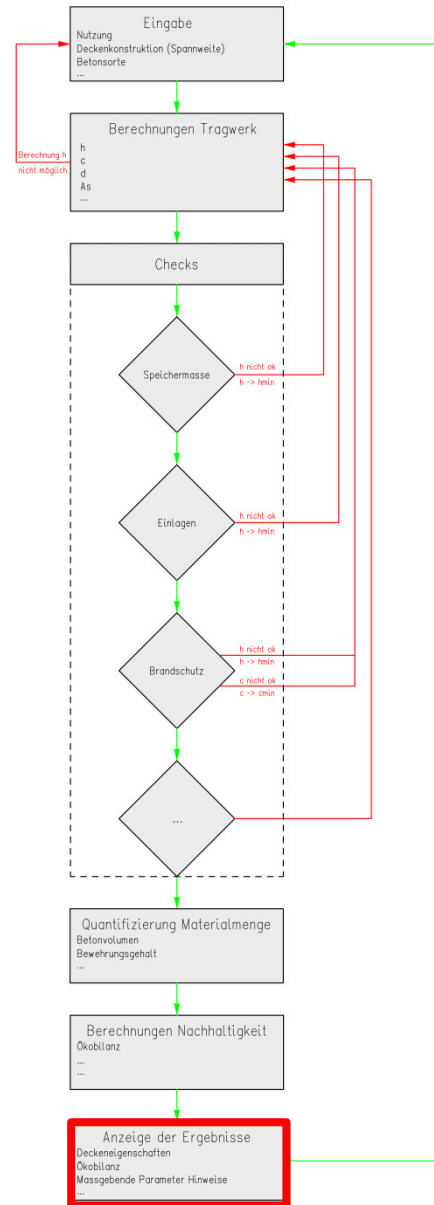 Eingabe
Nutzung
Deckenkonstruktion (Spannweite)
Betonsorte
...
Berechnung h
nicht möglich
Berechnungen Tragwerk
h
c
d
As
...
Checks
Speichermasse
h nicht ok
h -> hmin
Einlagen
h nicht ok
h -> hmin
Brandschutz
h nicht ok
h -> hmin
c nicht ok
c -> cmin
...
Quantifizierung Materialmenge
Betonvolumen
Bewehrungsgehalt
...
Berechnungen Nachhaltigkeit
Ökobilanz
...
...
Anzeige der Ergebnisse
Deckeneigenschaften
Ökobilanz
Massgebende Parameter Hinweise
...